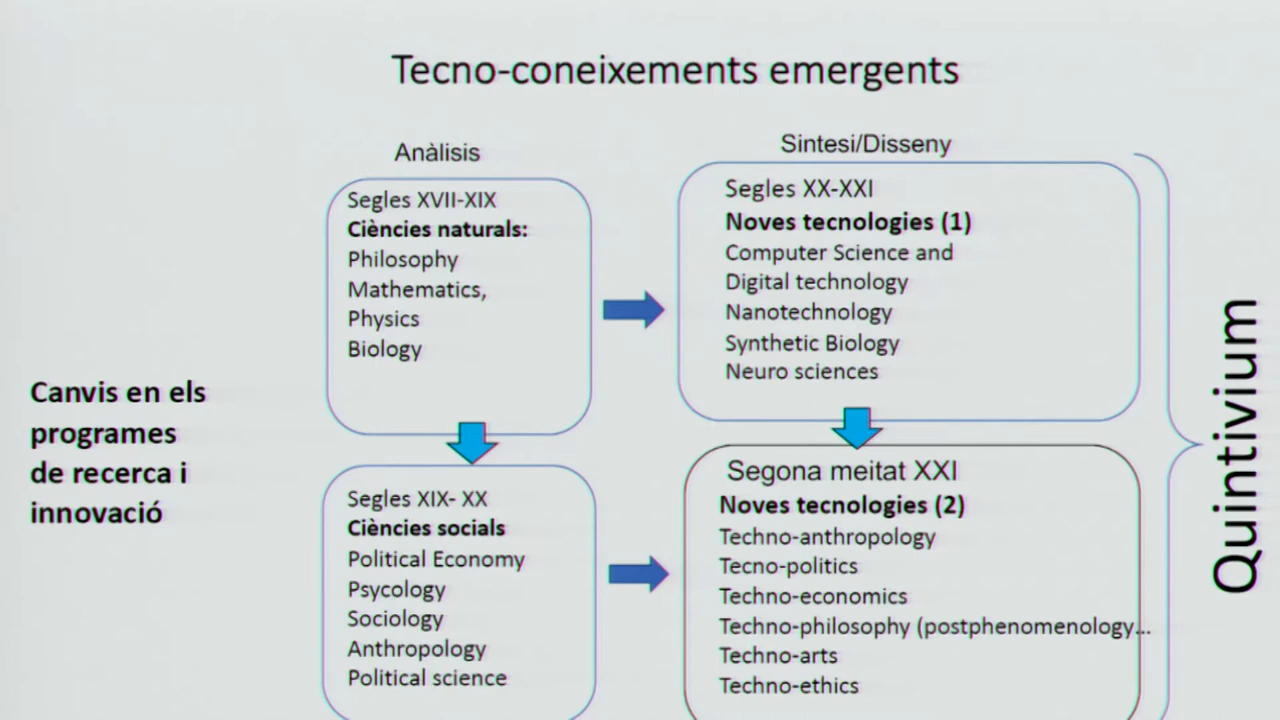 Tecno-coneixements emergents
Anàlisis
Sintesi/Disseny
Segles XVII-XIX
Ciències naturals:
Philosophy
Mathematics,
Physics
Biology
Segles XX-XXI
Noves tecnologies (1)
Computer Science and
Digital technology
Nanotechnology
Synthetic Biology
Neuro sciences
Canvis en els
programes
de recerca i
innovació
Segles XIX- XX
Ciències socials
Political Economy
Psycology
Sociology
Anthropology
Political science
Segona meitat XXI
Noves tecnologies (2)
Techno-anthropology
Tecno-politics
Techno-economics
Techno-philosophy (postphenomenology...
Techno-arts
Techno-ethics
Quintivium